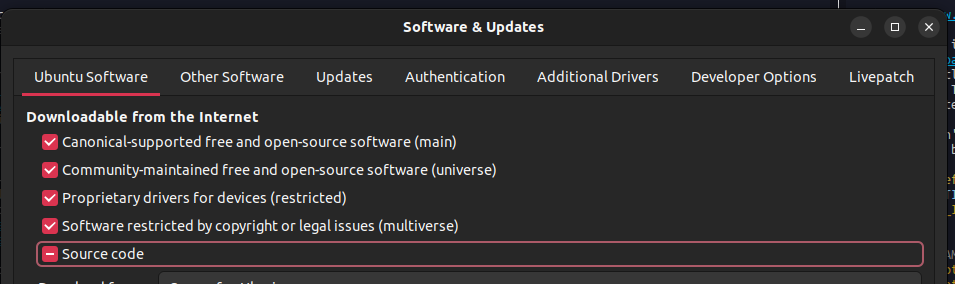 Software & Updates
Ubuntu Software Other Software Updates Authentication Additional Drivers Developer Options Livepatch
Downloadable from the Internet
Canonical-supported free and open-source software (main)
Community-maintained free and open-source software (universe)
Proprietary drivers for devices (restricted)
Software restricted by copyright or legal issues (multiverse)
Source code